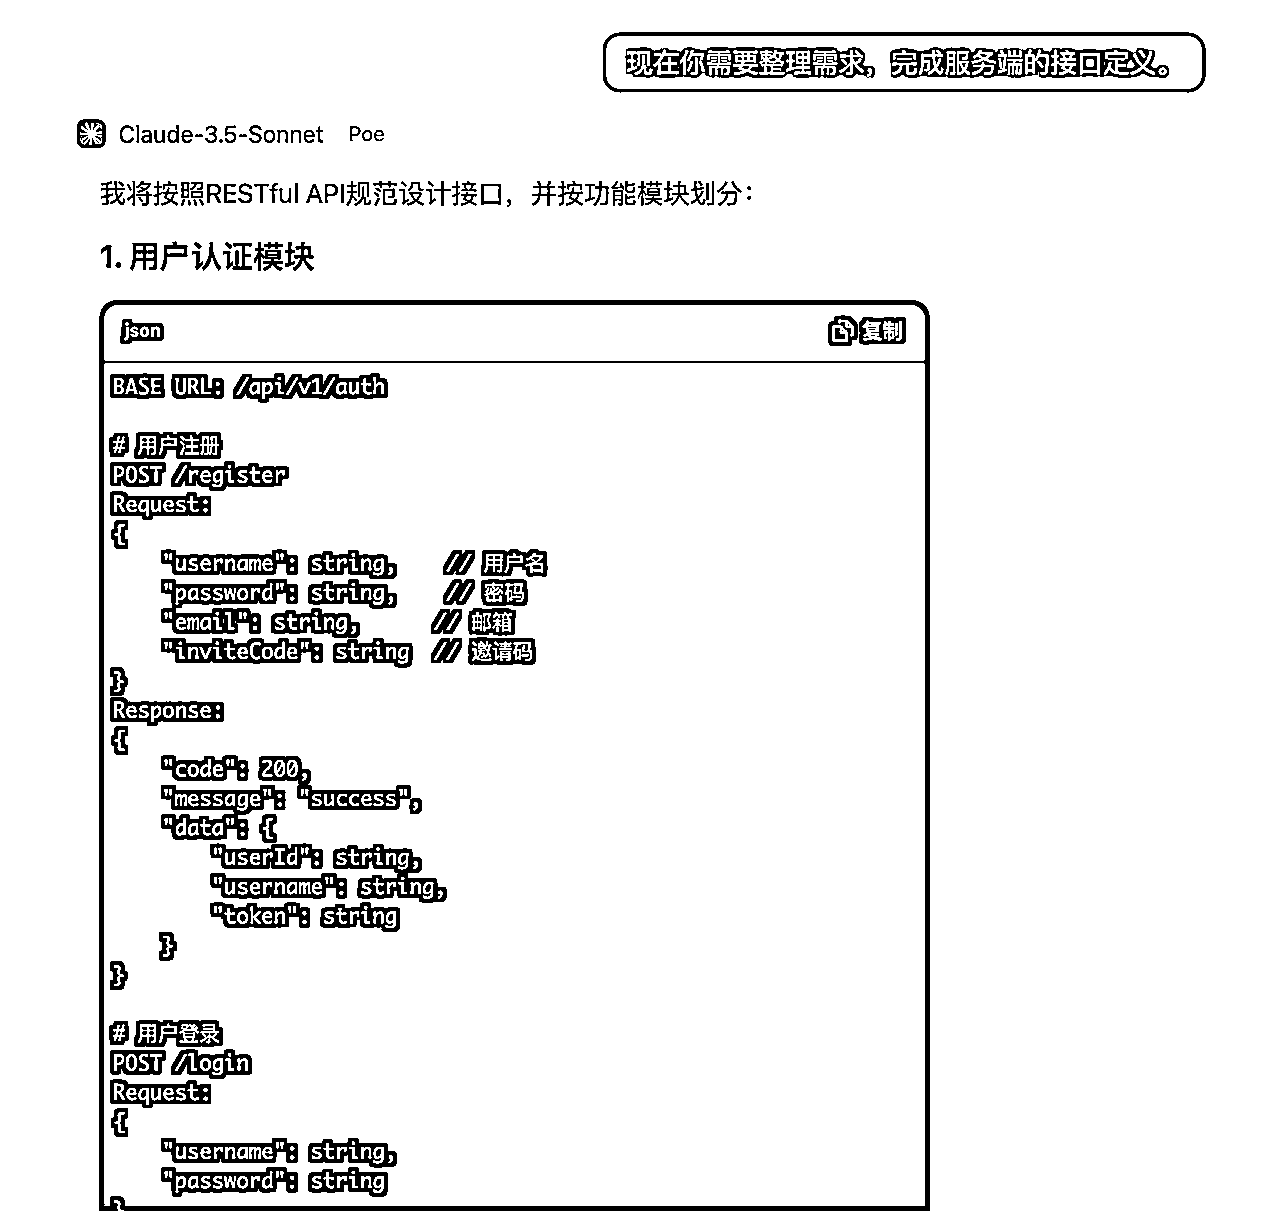 现在你需要整理需求，完成服务端的接口定义。
Claude-3.5-Sonnet Poe
我将按照RESTful API规范设计接口，并按功能模块划分：
1. 用户认证模块
json 复制
BASE URL: /api/v1/auth
# 用户注册
POST /register
Request:
{
    "username": string,    // 用户名
    "password": string,    // 密码
    "email": string,      // 邮箱
    "inviteCode": string  // 邀请码
}
Response:
{
    "code": 200,
    "message": "success",
    "data": {
        "userId": string,
        "username": string,
        "token": string
    }
}
# 用户登录
POST /login
Request:
{
    "username": string,
    "password": string
}